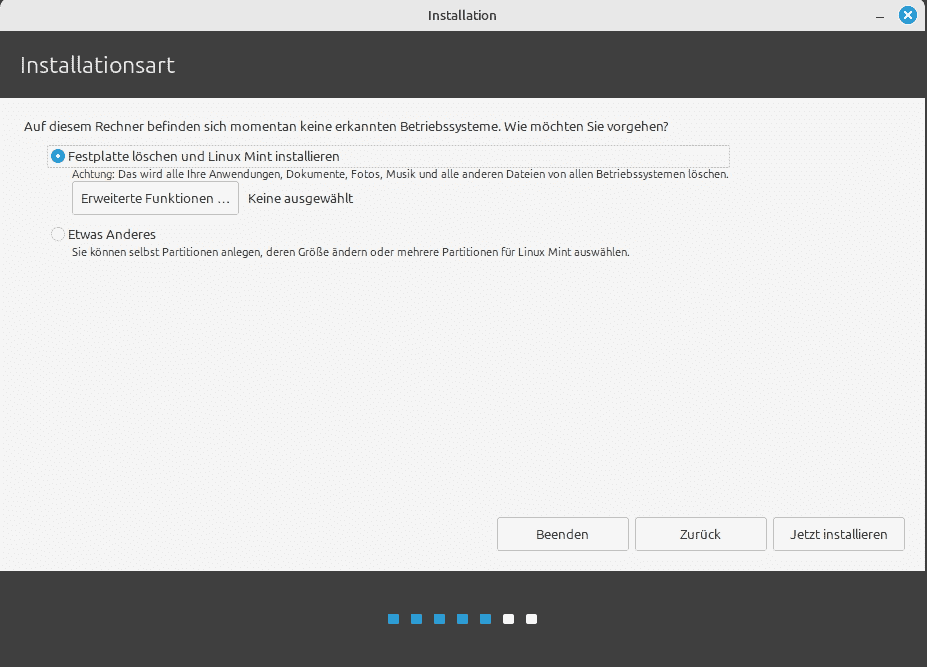 Installation
Installationsart
Auf diesem Rechner befinden sich momentan keine erkannten Betriebssysteme. Wie möchten Sie vorgehen?
Festplatte löschen und Linux Mint installieren
Achtung: Das wird alle Ihre Anwendungen, Dokumente, Fotos, Musik und alle anderen Dateien von allen Betriebssystemen löschen.
Erweiterte Funktionen ... Keine ausgewählt
Etwas Anderes
Sie können selbst Partitionen anlegen, deren Größe ändern oder mehrere Partitionen für Linux Mint auswählen.
Beenden Zurück Jetzt installieren